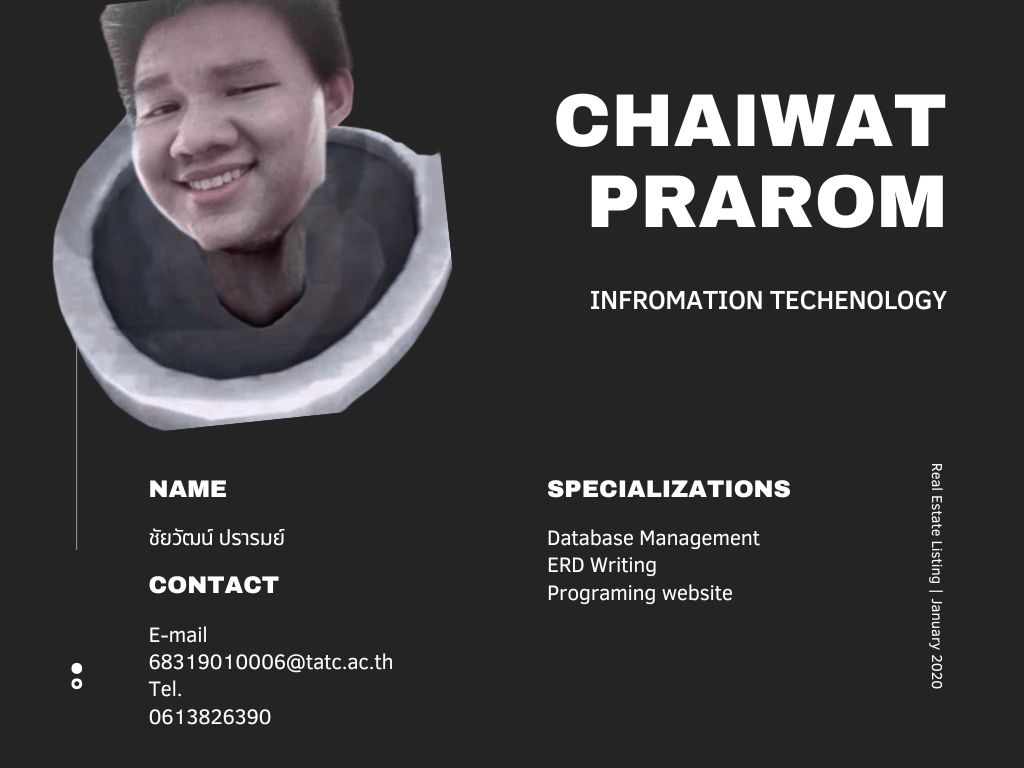 CHAIWAT
PRAROM
INFROMATION TECHENOLOGY
NAME
ชัยวัฒน์ ปรารมย์
CONTACT
E-mail
68319010006@tatc.ac.th
Tel.
0613826390
SPECIALIZATIONS
Database Management
ERD Writing
Programing website
Real Estate Listing | January 2020